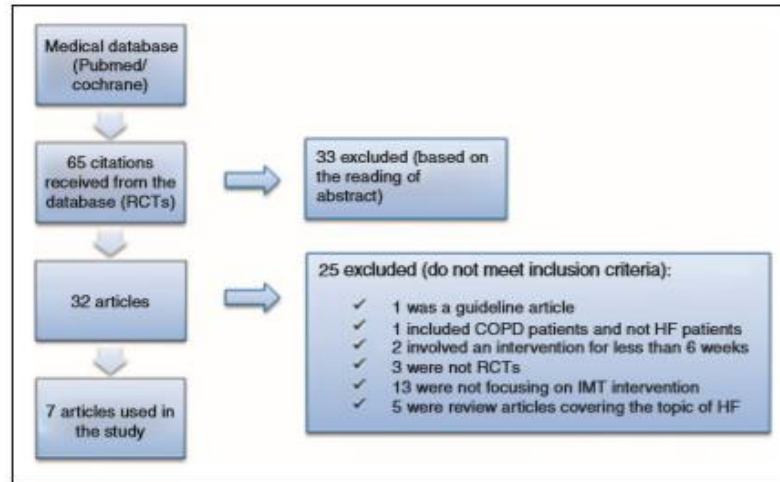 Medical database
(Pubmed/
cochrane)
65 citations
received from the
database (RCTs)
33 excluded (based on
the reading of
abstract)
32 articles
25 excluded (do not meet inclusion criteria):
✓ 1 was a guideline article
✓ 1 included COPD patients and not HF patients
✓ 2 involved an intervention for less than 6 weeks
✓ 3 were not RCTs
✓ 13 were not focusing on IMT intervention
✓ 5 were review articles covering the topic of HF
7 articles used in
the study